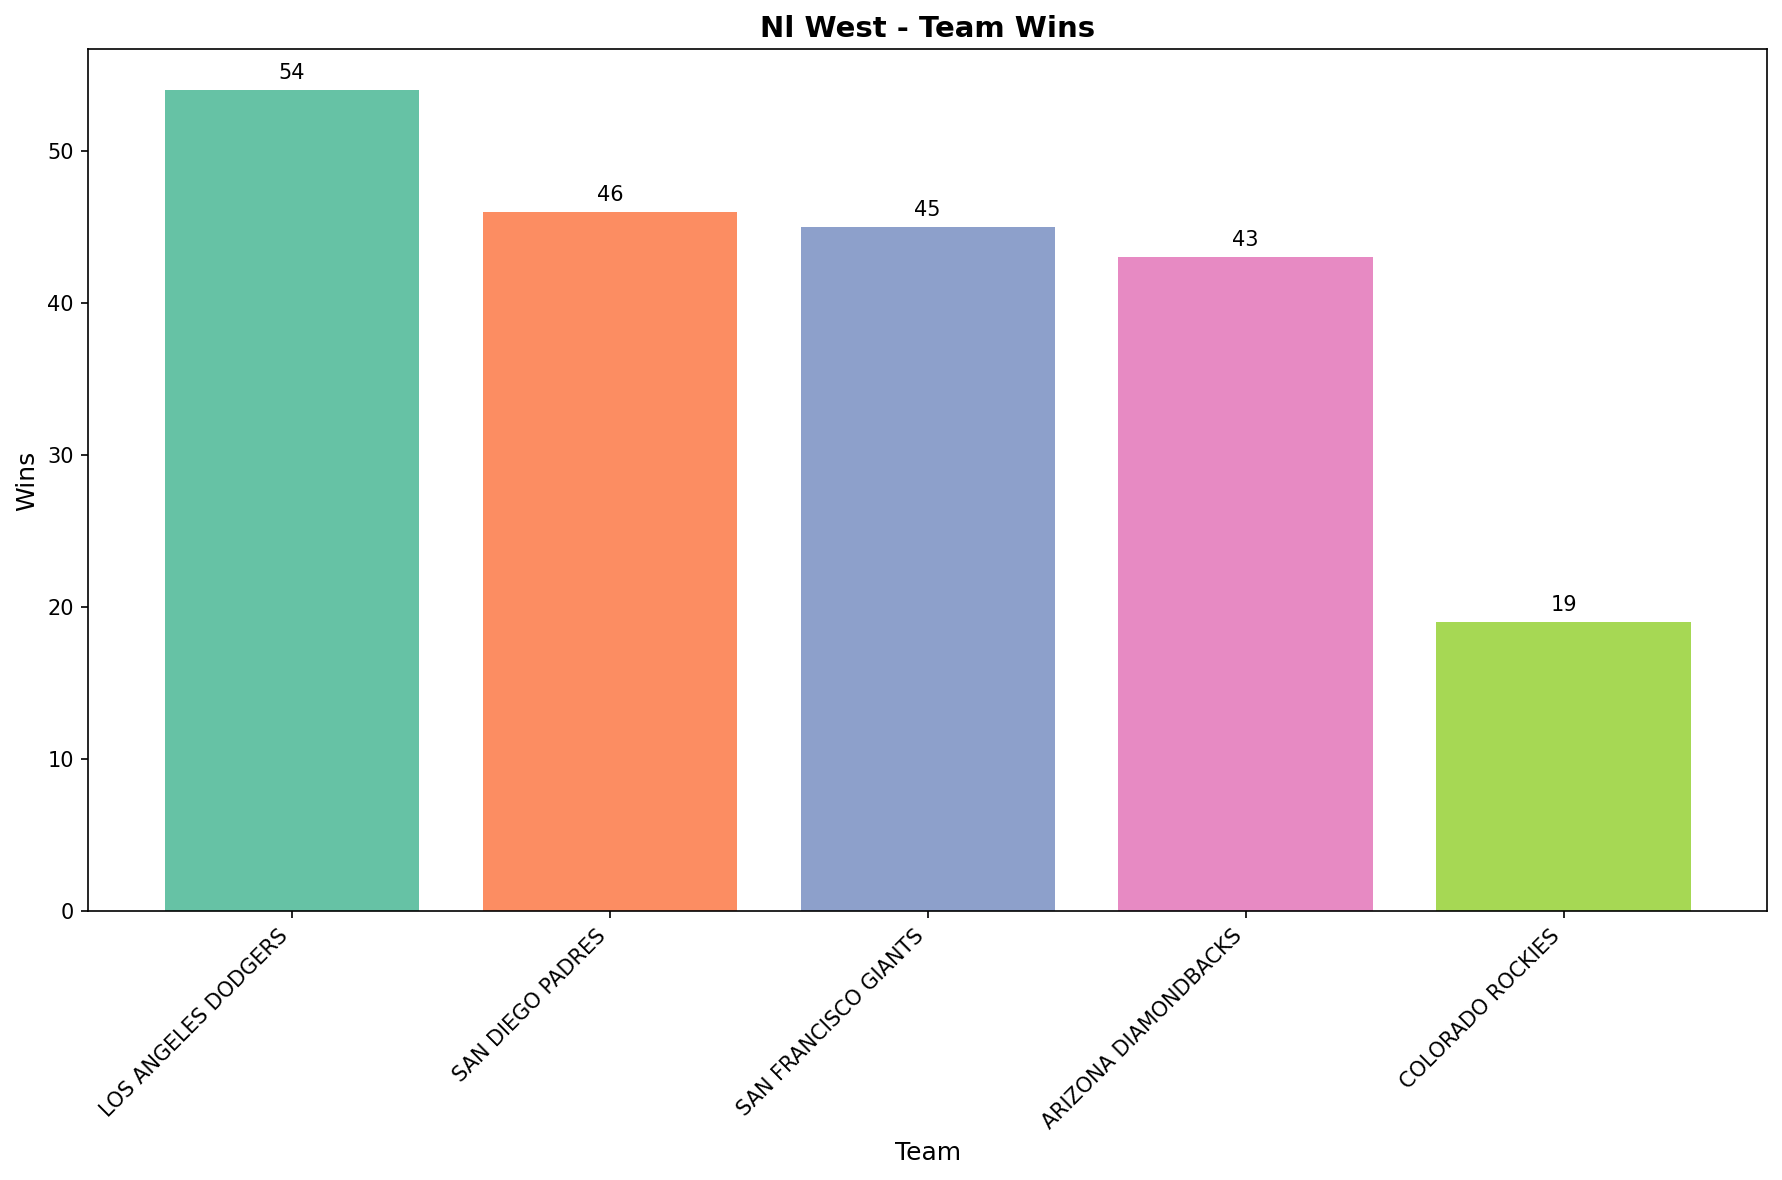 Nl West - Team Wins
54
46
45
43
19
50
40
30
20
10
0
Wins
LOS ANGELES DODGERS
SAN DIEGO PADRES
SAN FRANCISCO GIANTS
ARIZONA DIAMONDBACKS
COLORADO ROCKIES
Team